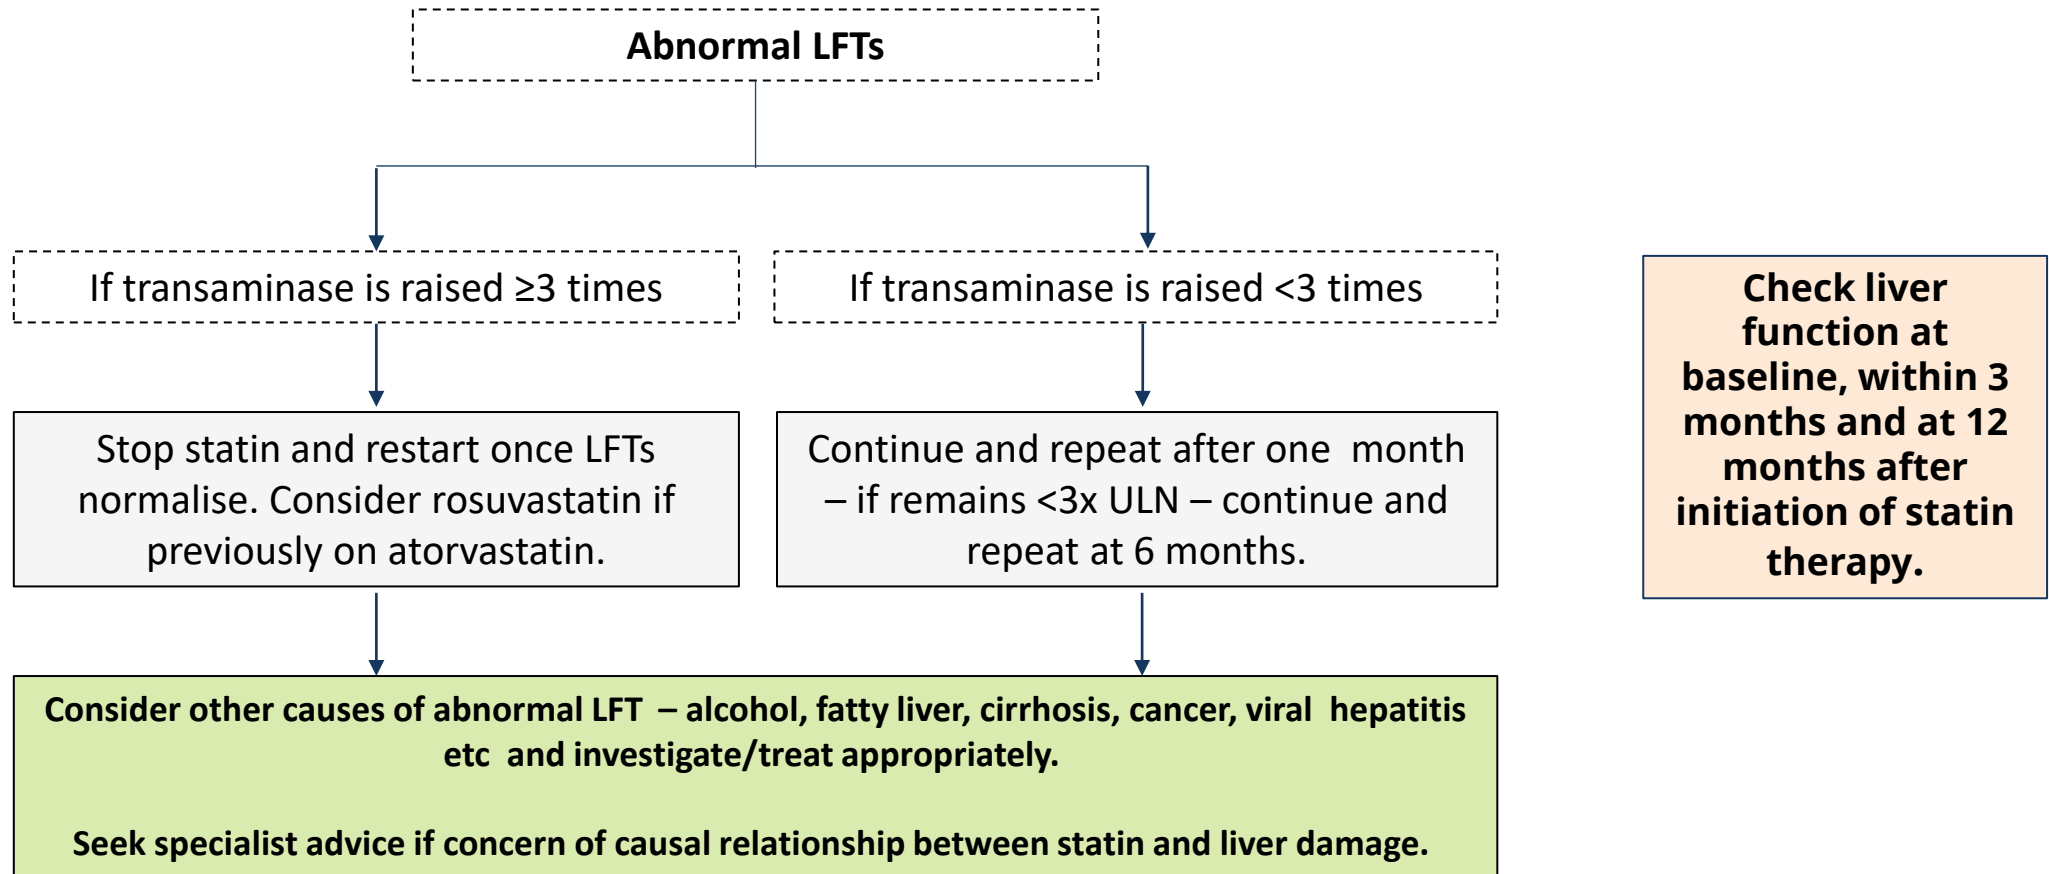 Abnormal LFTs
If transaminase is raised ≥3 times
If transaminase is raised <3 times
Stop statin and restart once LFTs
normalise. Consider rosuvastatin if
previously on atorvastatin.
Continue and repeat after one  month
– if remains <3x ULN – continue and
repeat at 6 months.
Consider other causes of abnormal LFT  – alcohol, fatty liver, cirrhosis, cancer, viral  hepatitis
etc  and investigate/treat appropriately.
Seek specialist advice if concern of causal relationship between statin and liver damage.
Check liver
function at
baseline, within 3
months and at 12
months after
initiation of statin
therapy.